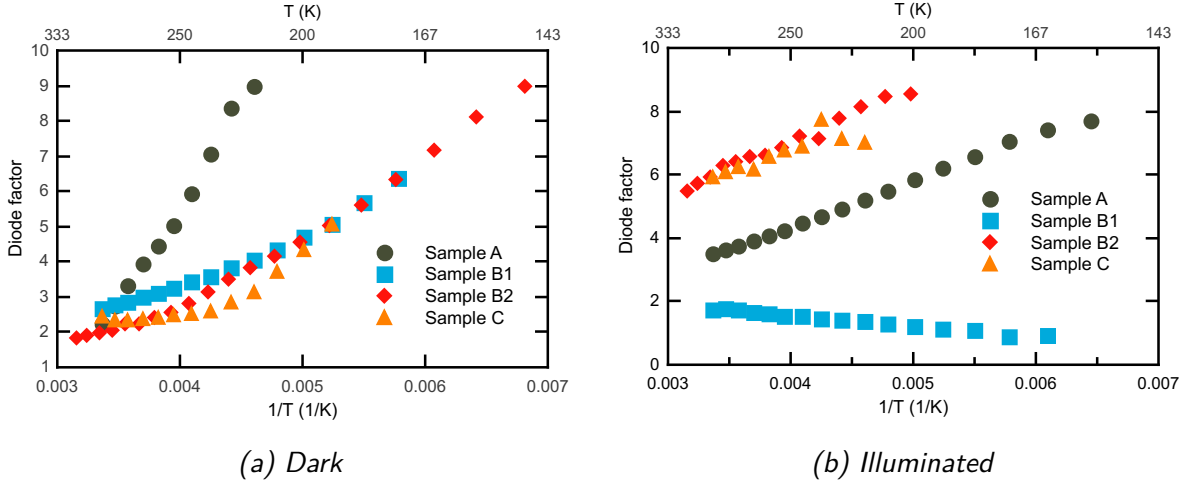 T (K)
333 250 200 167 143
10
9
8
7
6
5
4
3
2
1
Diode factor
Sample A
Sample B1
Sample B2
Sample C
0.003 0.004 0.005 0.006 0.007
1/T (1/K)
(a) Dark
T (K)
333 250 200 167 143
10
8
6
4
2
0
Diode factor
Sample A
Sample B1
Sample B2
Sample C
0.003 0.004 0.005 0.006 0.007
1/T (1/K)
(b) Illuminated